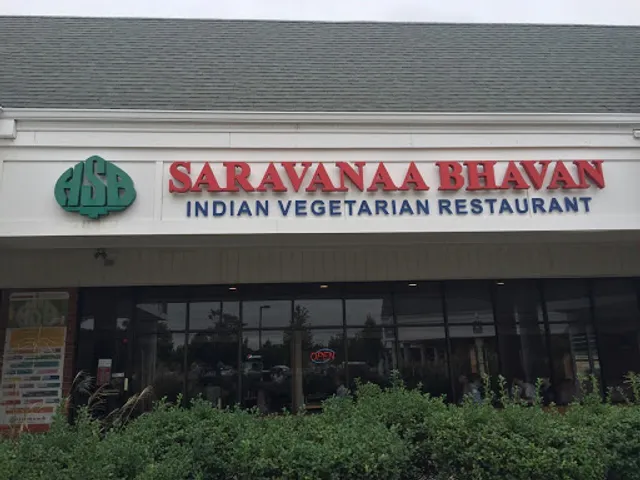 HSB
SARAVANAA BHAVAN
INDIAN VEGETARIAN RESTAURANT
OPEN